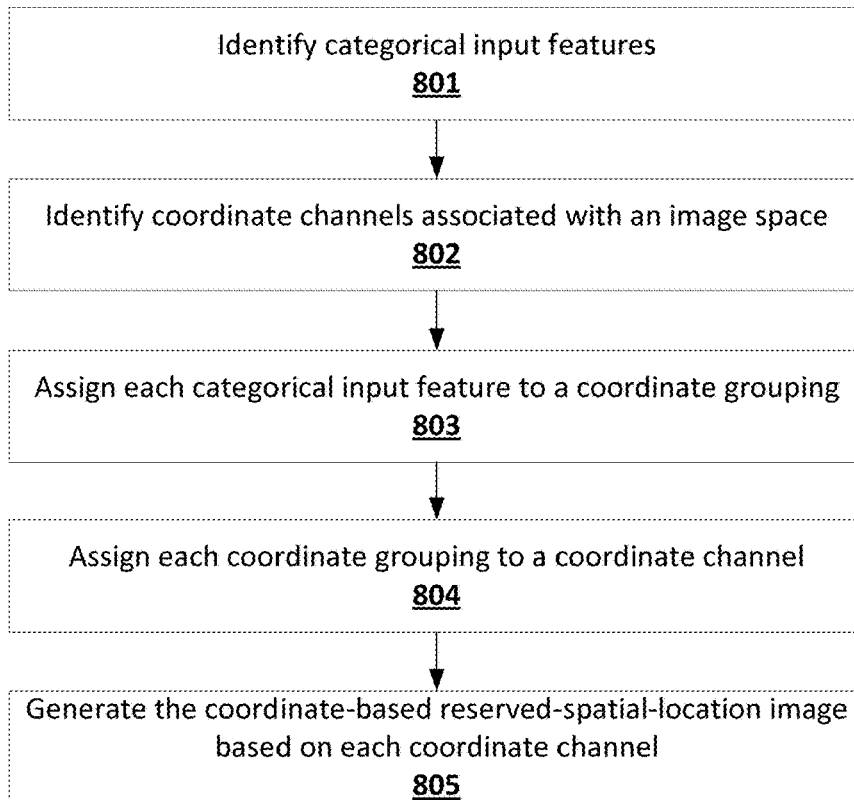 Identify categorical input features
801
Identify coordinate channels associated with an image space
802
Assign each categorical input feature to a coordinate grouping
803
Assign each coordinate grouping to a coordinate channel
804
Generate the coordinate-based reserved-spatial-location image
based on each coordinate channel
805